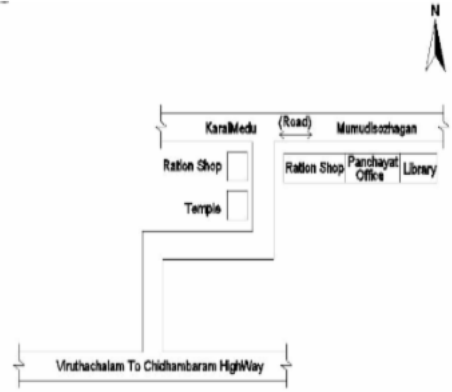 N
KaraiMedu (Road) Mumudisozhagan
Ration Shop
Ration Shop Panchayat Office Library
Temple
Viruthachalam To Chidhambaram HighWay